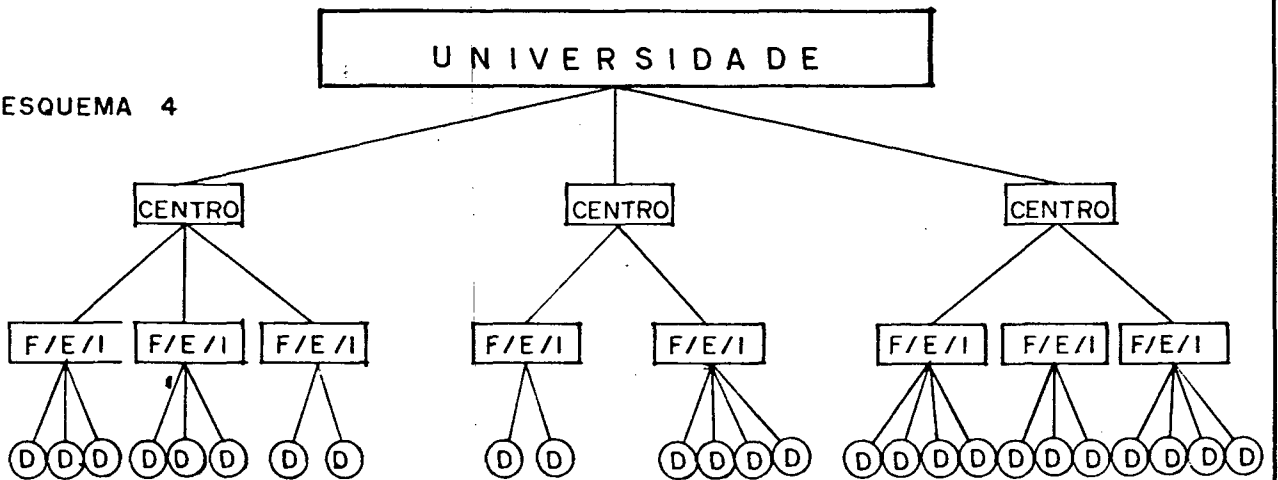 UNIVERSIDADE
ESQUEMA 4
CENTRO CENTRO CENTRO
F/E/I F/E/I F/E/I F/E/I F/E/I F/E/I F/E/I F/E/I
D D D D D D D D D D D D D D D D D D D D D D D D D